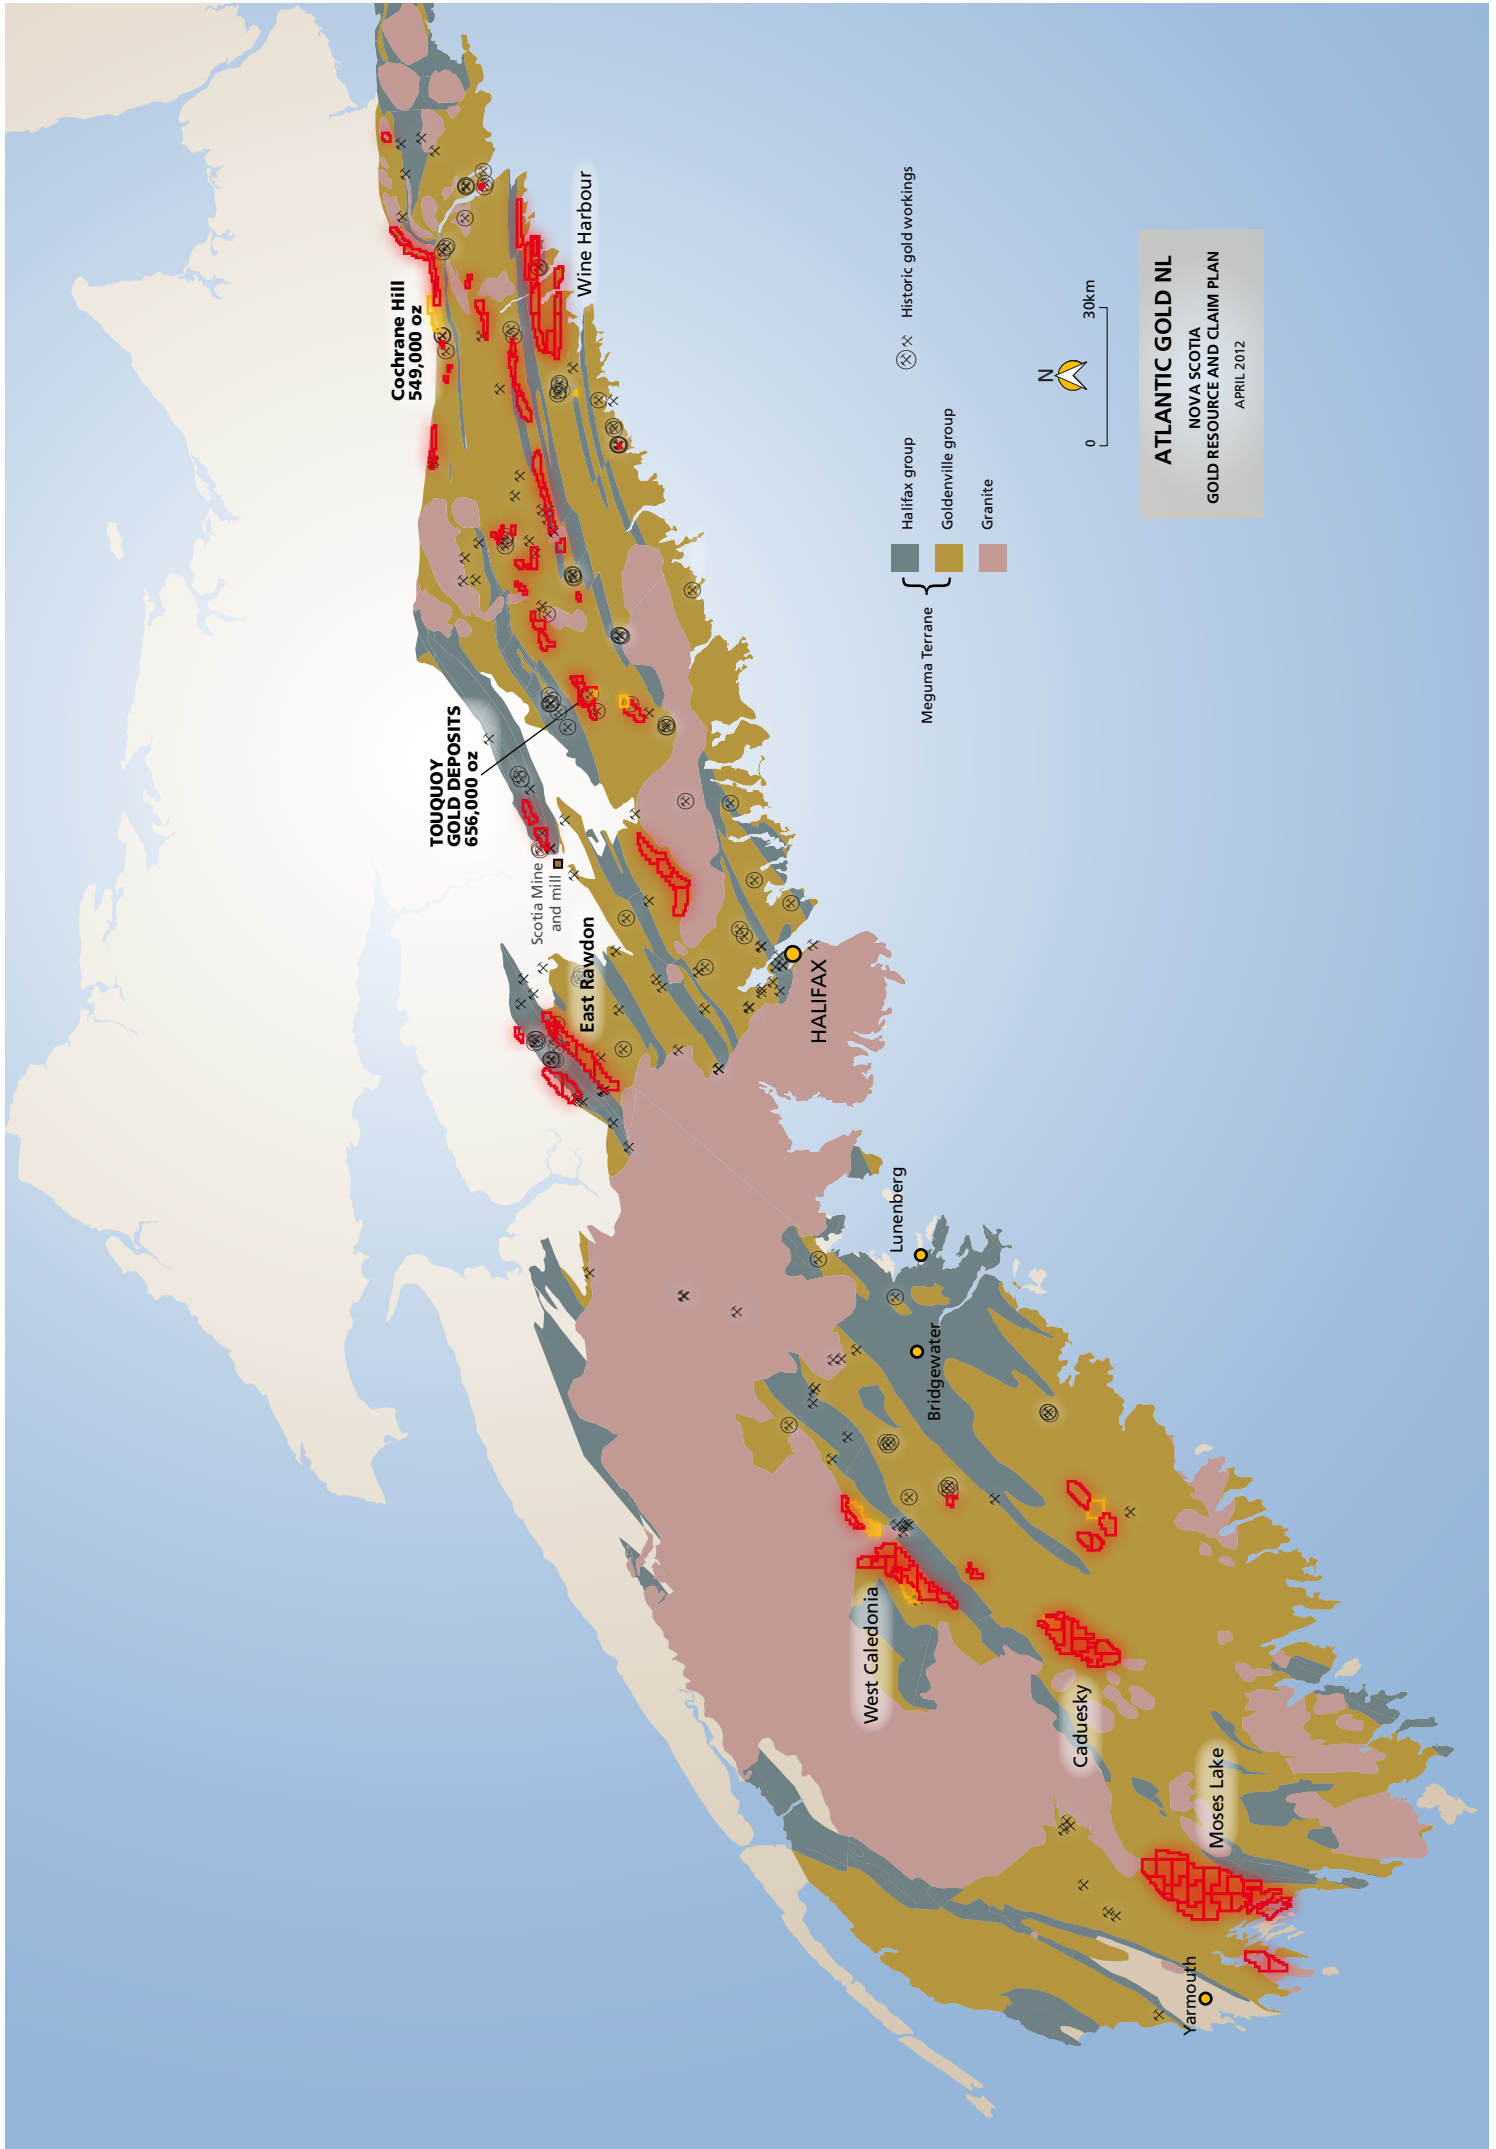 Cochrane Hill
549,000 oz
Wine Harbour
TOUQUOY
GOLD DEPOSITS
656,000 oz
Scotia Mine
and mill
East Rawdon
HALIFAX
Lunenberg
Bridgewater
West Caledonia
Caduesky
Moses Lake
Yarmouth
Historic gold workings
Halifax group
Goldenville group
Granite
Meguma Terrane
N
0 30km
ATLANTIC GOLD NL
NOVA SCOTIA
GOLD RESOURCE AND CLAIM PLAN
APRIL 2012